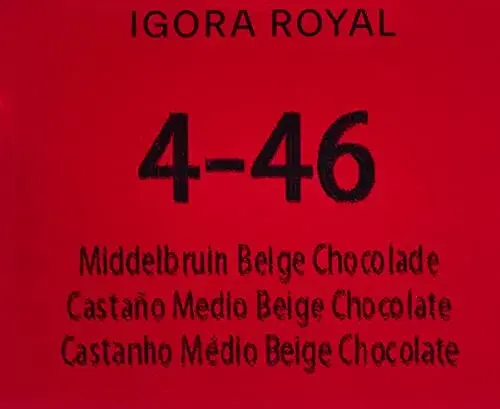 IGORA ROYAL
4-46
Middelbruin Beige Chocolade
Castaño Medio Beige Chocolate
Castanho Médio Beige Chocolate